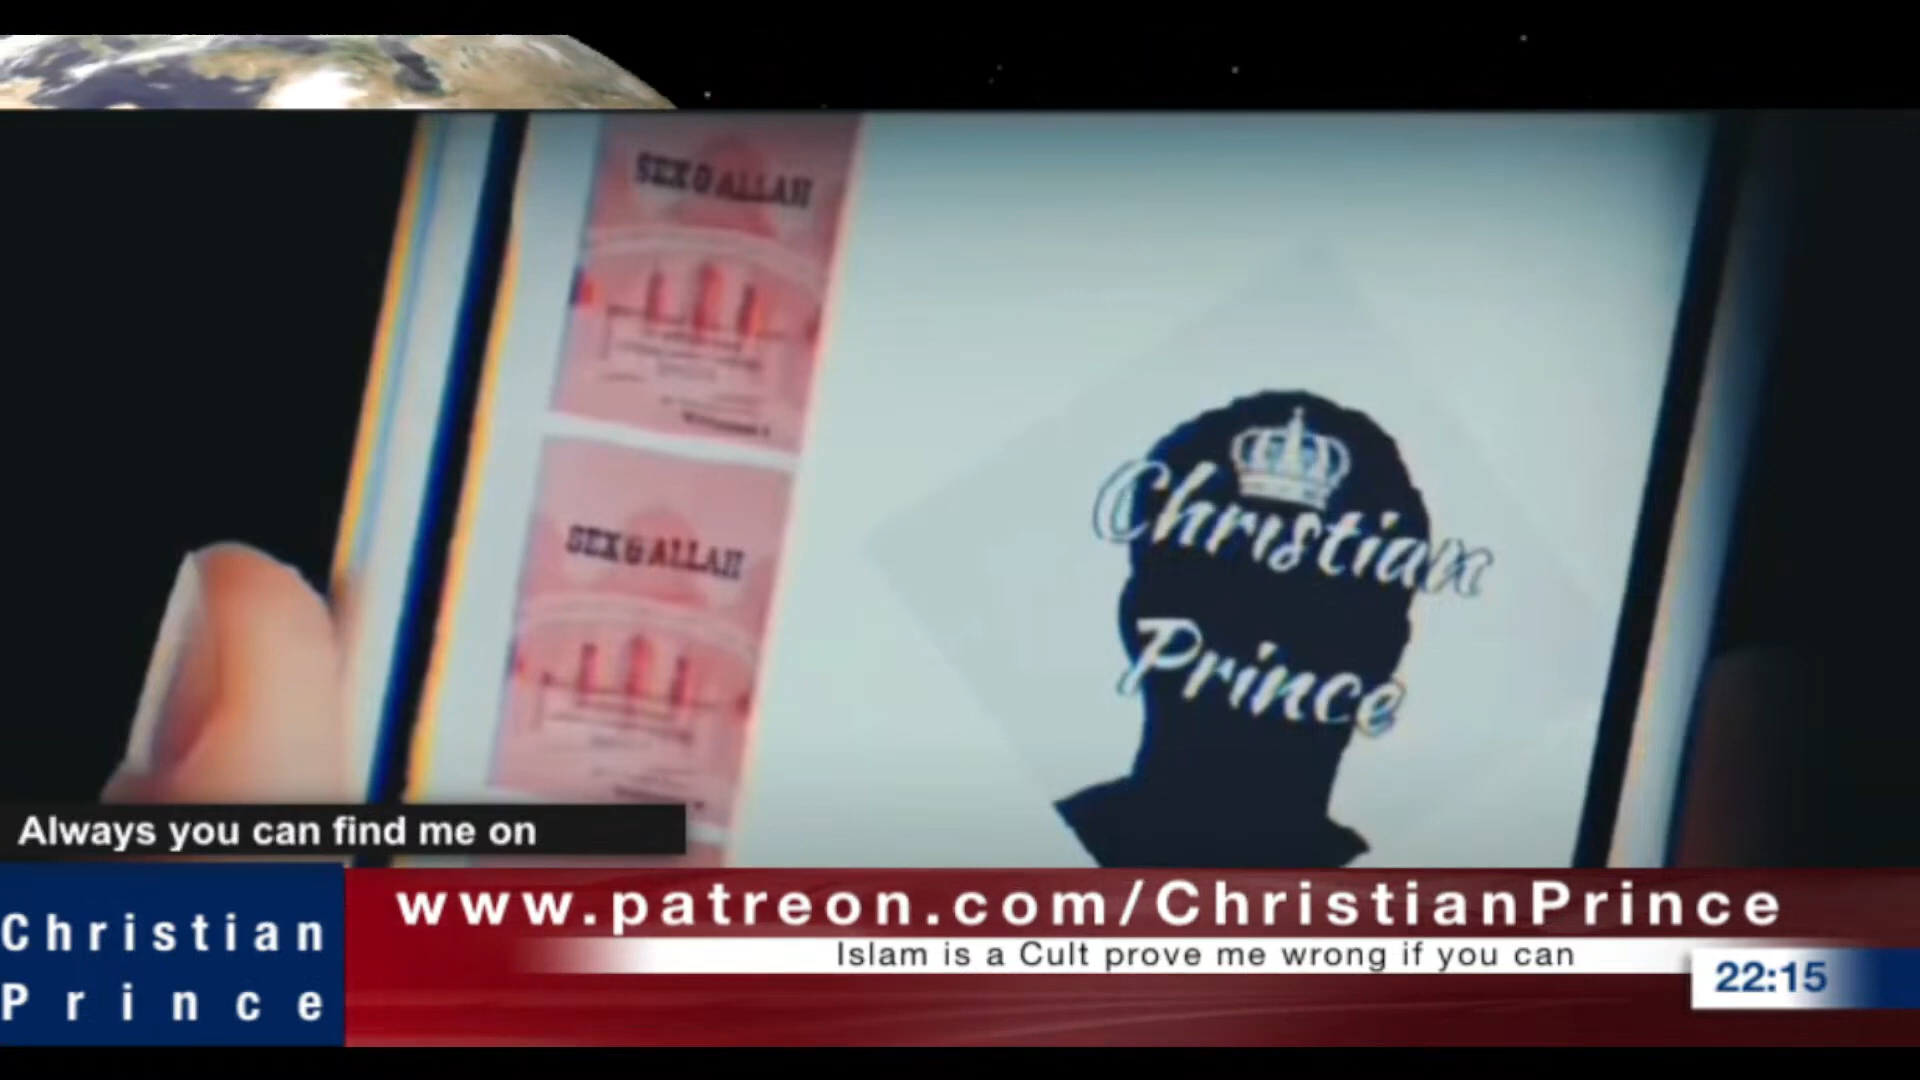 SEX & ALLAH
SEX & ALLAH
Christian
Prince
Always you can find me on
Christian
Prince
www.patreon.com/ChristianPrince
Islam is a Cult prove me wrong if you can
22:15